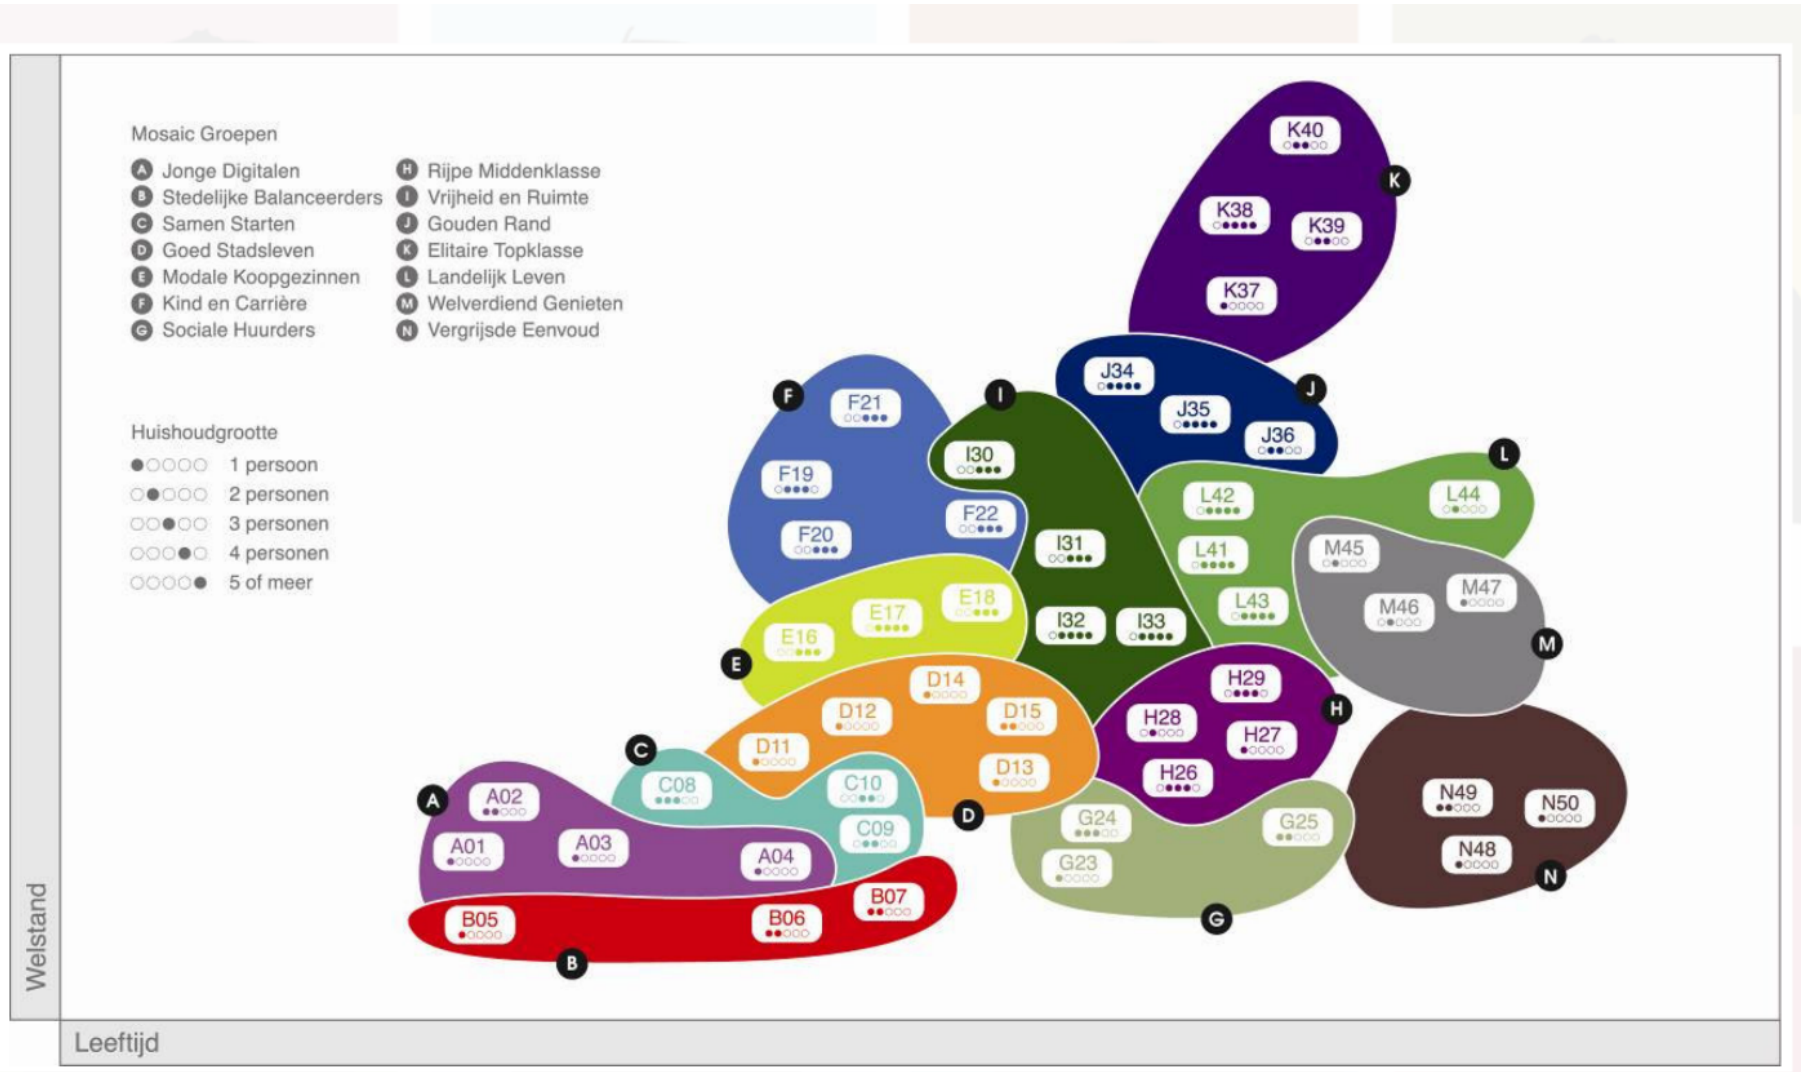 Mosaic Groepen
A Jonge Digitalen
B Stedelijke Balanceerders
C Samen Starten
D Goed Stadsleven
E Modale Koopgezinnen
F Kind en Carrière
G Sociale Huurders
H Rijpe Middenklasse
I Vrijheid en Ruimte
J Gouden Rand
K Elitaire Topklasse
L Landelijk Leven
M Welverdiend Genieten
N Vergrijsde Eenvoud
Huishoudgrootte
1 persoon
2 personen
3 personen
4 personen
5 of meer
K40
K
K38
K39
K37
J34
J
J35
J36
F
F21
I
I30
L
F19
L42
L44
F22
F20
I31
L41
M45
M47
E18
E17
L43
M46
E16
I32
I33
E
M
D14
H29
D12
D15
H28
H
H27
C
D11
D13
H26
A
A02
C08
C10
D
N49
N50
G24
G25
A01
A03
C09
A04
G23
N48
N
B07
B05
B06
G
B
Welstand
Leeftijd